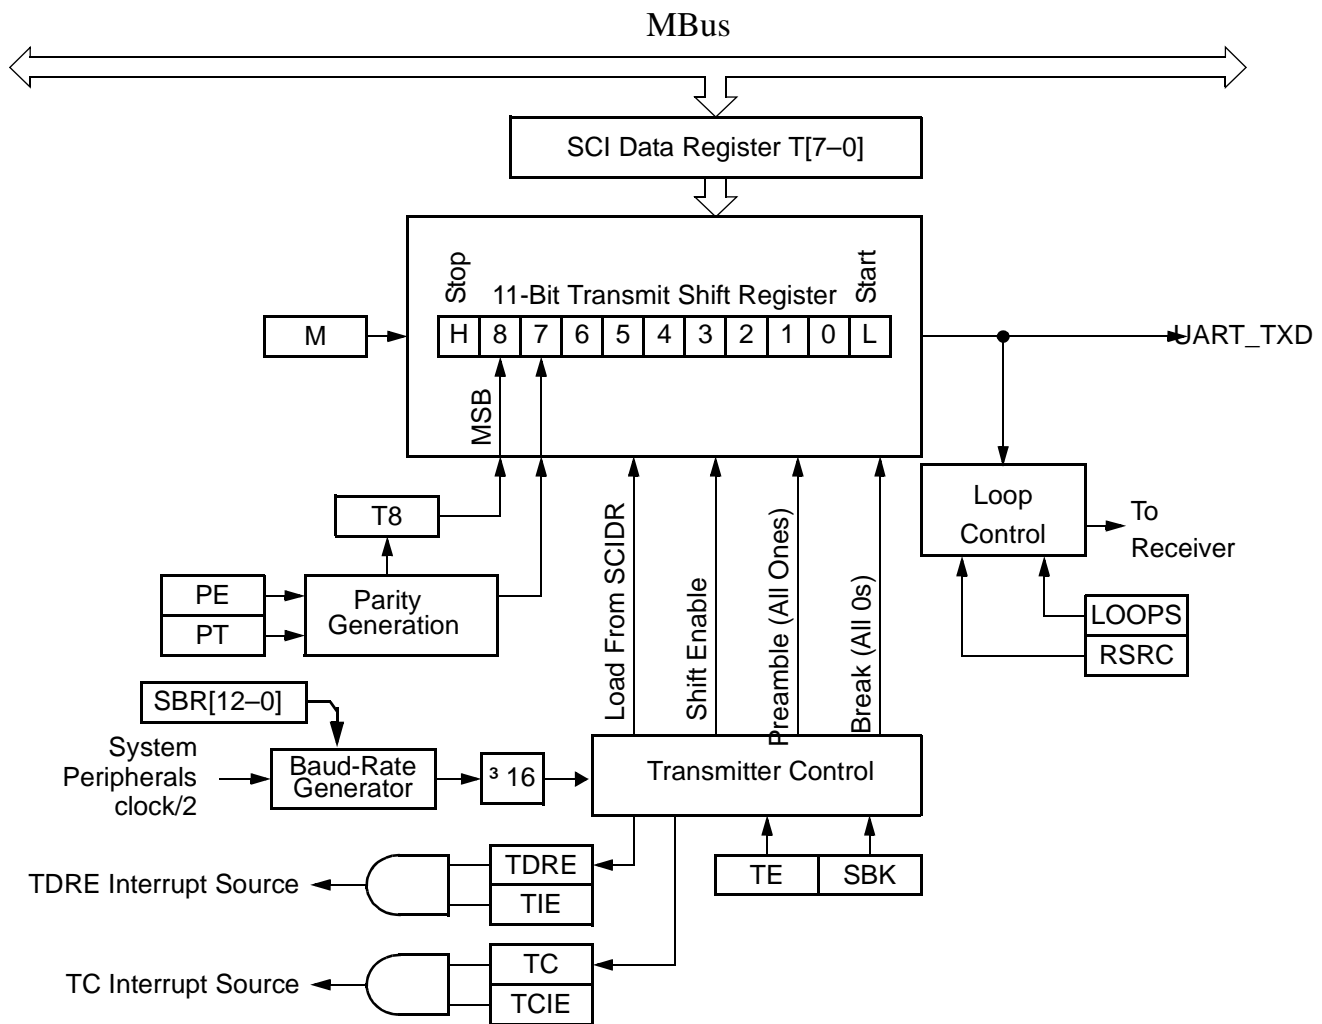 MBus
SCI Data Register T[7–0]
Stop
11-Bit Transmit Shift Register
Start
H 8 7 6 5 4 3 2 1 0 L
M
UART_TXD
MSB
T8
Loop
Control
To
Receiver
PE
PT
Parity
Generation
Load From SCIDR
Shift Enable
Preamble (All Ones)
Break (All 0s)
LOOPS
RSRC
SBR[12–0]
System
Peripherals
clock/2
Baud-Rate
Generator
³ 16
Transmitter Control
TE
SBK
TDRE Interrupt Source
TDRE
TIE
TC Interrupt Source
TC
TCIE